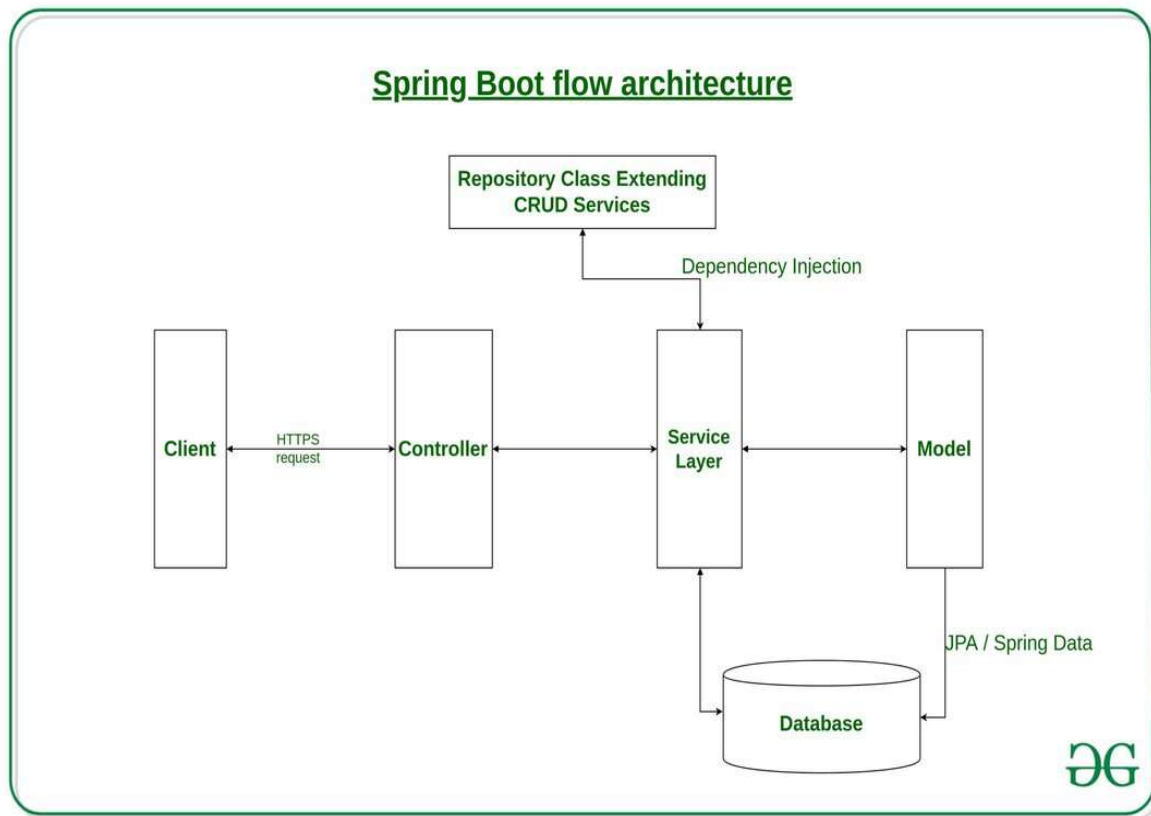 Spring Boot flow architecture
Repository Class Extending
CRUD Services
Dependency Injection
Client
HTTPS
request
Controller
Service
Layer
Model
JPA / Spring Data
Database